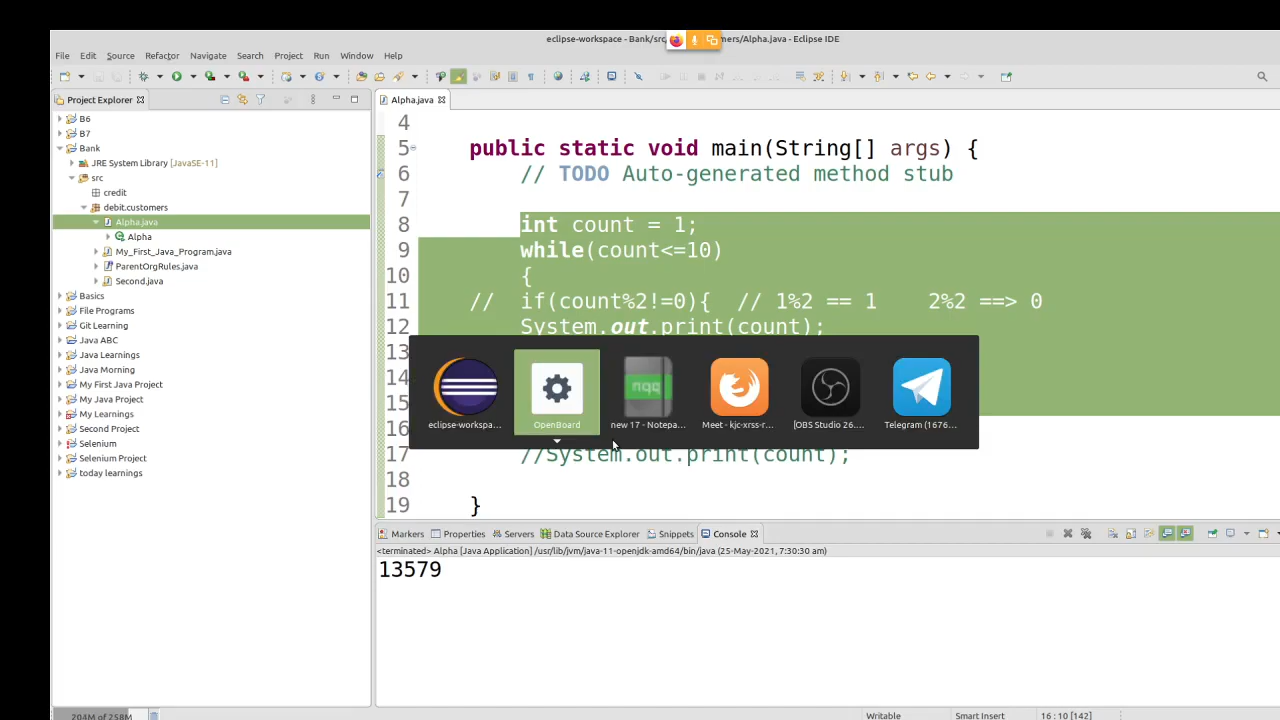 eclipse-workspace - Bank/src/
mers/Alpha.java - Eclipse IDE
File Edit Source Refactor Navigate Search Project Run Window Help
Project Explorer
Alpha.java
B6
B7
Bank
JRE System Library [JavaSE-11]
src
credit
debit.customers
Alpha.java
Alpha
My_First_Java_Program.java
ParentOrgRules.java
Second.java
Basics
File Programs
Git Learning
Java ABC
Java Learnings
Java Morning
My First Java Project
My Learnings
Second Project
Selenium
Selenium Project
today learnings
4
5 public static void main(String[] args) {
6 // TODO Auto-generated method stub
7
8 int count = 1;
9 while(count<=10)
10 {
11 // if(count%2!=0){ // 1%2 == 1 2%2 ==> 0
12 System.out.print(count);
13
14
15
16
17 //System.out.print(count);
18
19 }
eclipse-workspa...
OpenBoard
new 17 - Notepa...
Meet - kjc-xrss-r...
[OBS Studio 26....
Telegram (1676...
Markers Properties Servers Data Source Explorer Snippets Console
<terminated> Alpha [Java Application] /usr/lib/jvm/java-11-openjdk-amd64/bin/java (25-May-2021, 7:30:30 am)
13579
204M of 258M
Writable Smart Insert 16 : 10 [142]